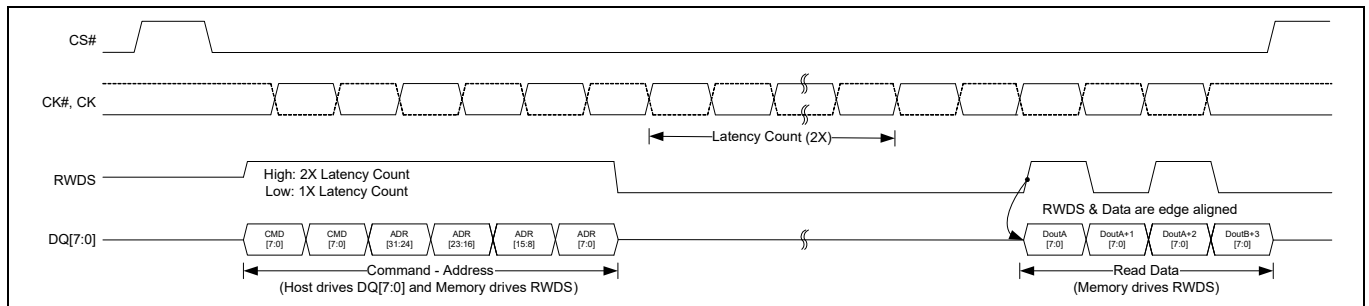 CS#
CK#, CK
Latency Count (2X)
RWDS
High: 2X Latency Count
Low: 1X Latency Count
RWDS & Data are edge aligned
DQ[7:0]
CMD
[7:0]
CMD
[7:0]
ADR
[31:24]
ADR
[23:16]
ADR
[15:8]
ADR
[7:0]
DoutA
[7:0]
DoutA+1
[7:0]
DoutA+2
[7:0]
DoutB+3
[7:0]
Command - Address
(Host drives DQ[7:0] and Memory drives RWDS)
Read Data
(Memory drives RWDS)